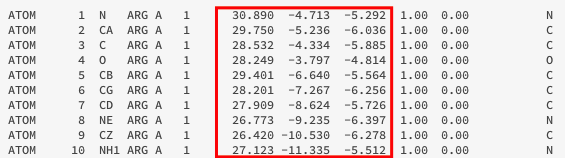 ATOM 1 N ARG A 1 30.890 -4.713 -5.292 1.00 0.00 N
ATOM 2 CA ARG A 1 29.750 -5.236 -6.036 1.00 0.00 C
ATOM 3 C ARG A 1 28.532 -4.334 -5.885 1.00 0.00 C
ATOM 4 O ARG A 1 28.249 -3.797 -4.814 1.00 0.00 O
ATOM 5 CB ARG A 1 29.401 -6.640 -5.564 1.00 0.00 C
ATOM 6 CG ARG A 1 28.201 -7.267 -6.256 1.00 0.00 C
ATOM 7 CD ARG A 1 27.909 -8.624 -5.726 1.00 0.00 C
ATOM 8 NE ARG A 1 26.773 -9.235 -6.397 1.00 0.00 N
ATOM 9 CZ ARG A 1 26.420 -10.530 -6.278 1.00 0.00 C
ATOM 10 NH1 ARG A 1 27.123 -11.335 -5.512 1.00 0.00 N